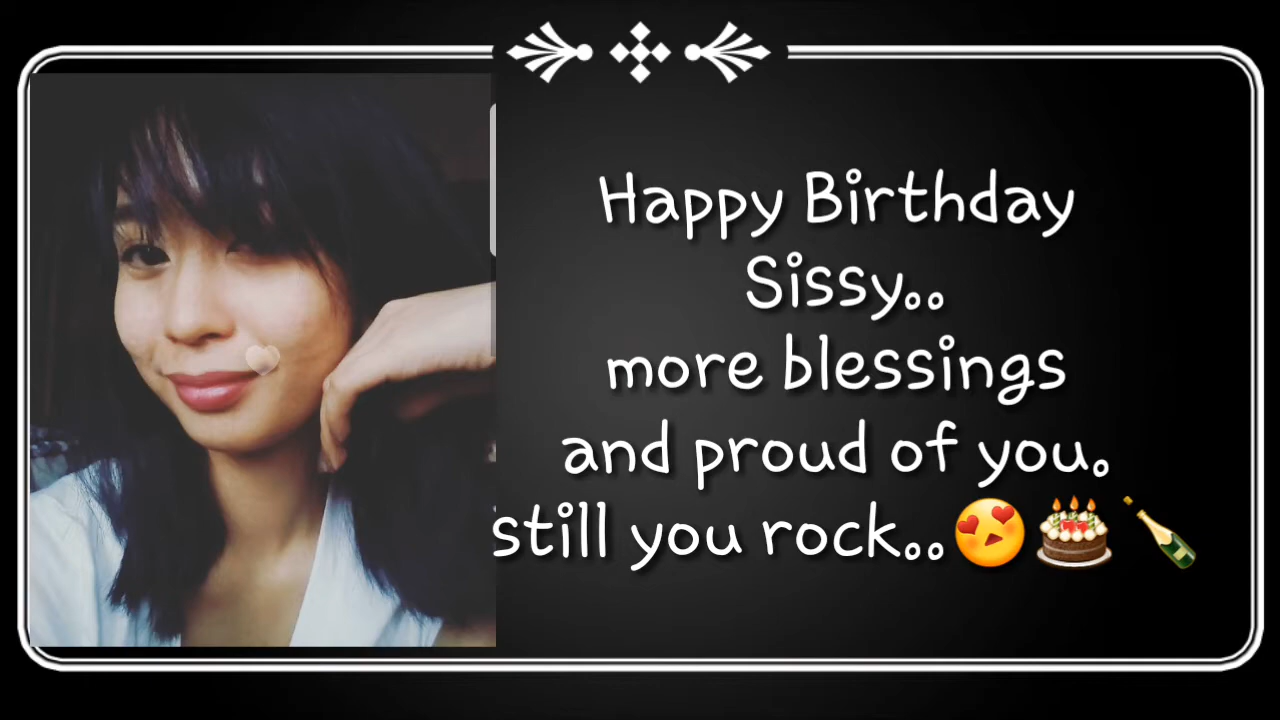 Happy Birthday
Sissy..
more blessings
and proud of you.
still you rock..😍🎂🍾